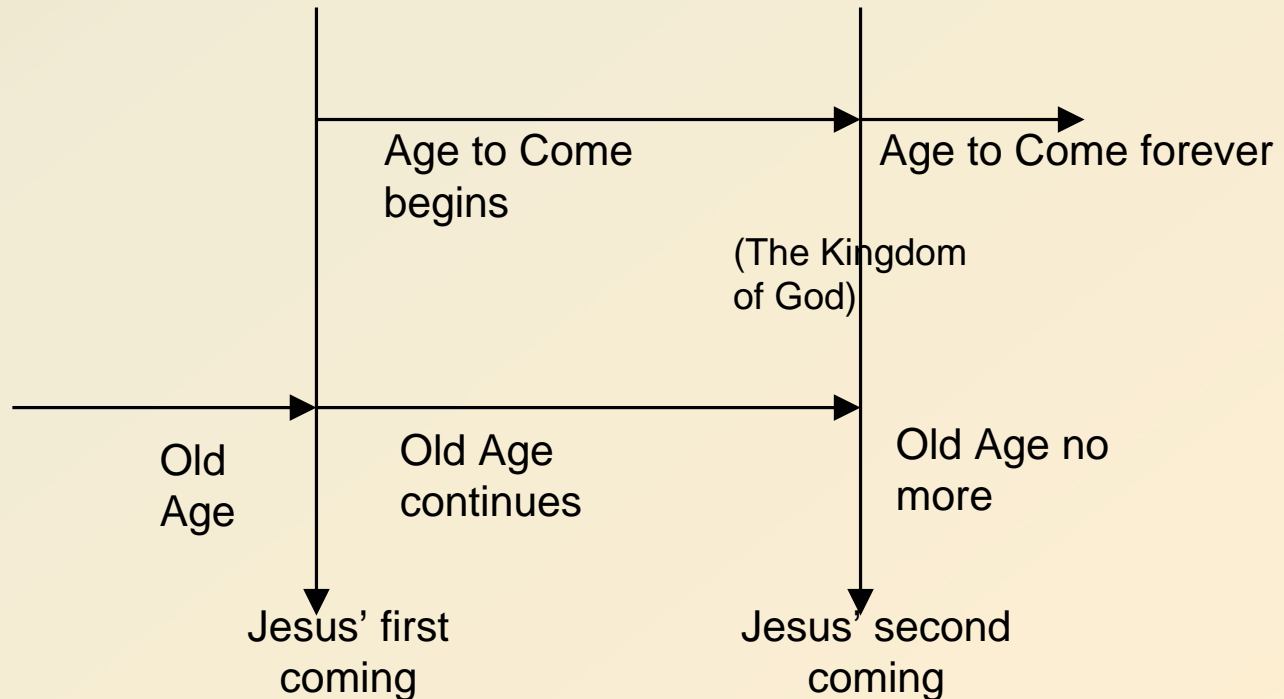 Age to Come
begins
Age to Come forever
(The Kingdom
of God)
Old
Age
Old Age
continues
Old Age no
more
Jesus’ first
coming
Jesus’ second
coming